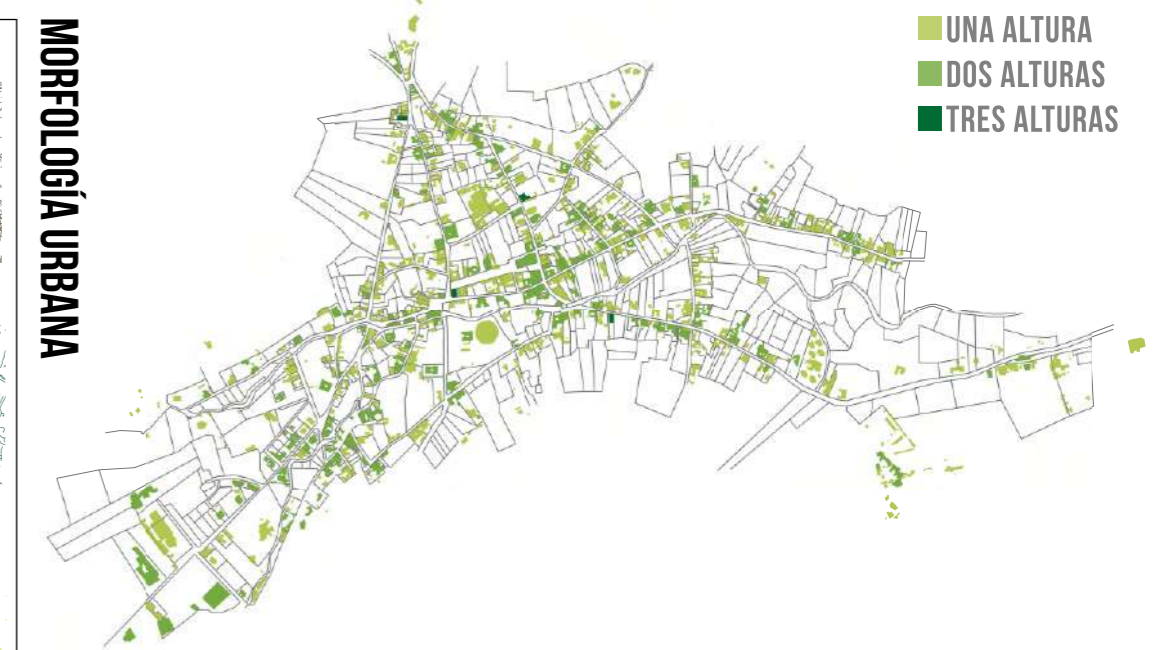 MORFOLOGÍA URBANA
UNA ALTURA
DOS ALTURAS
TRES ALTURAS